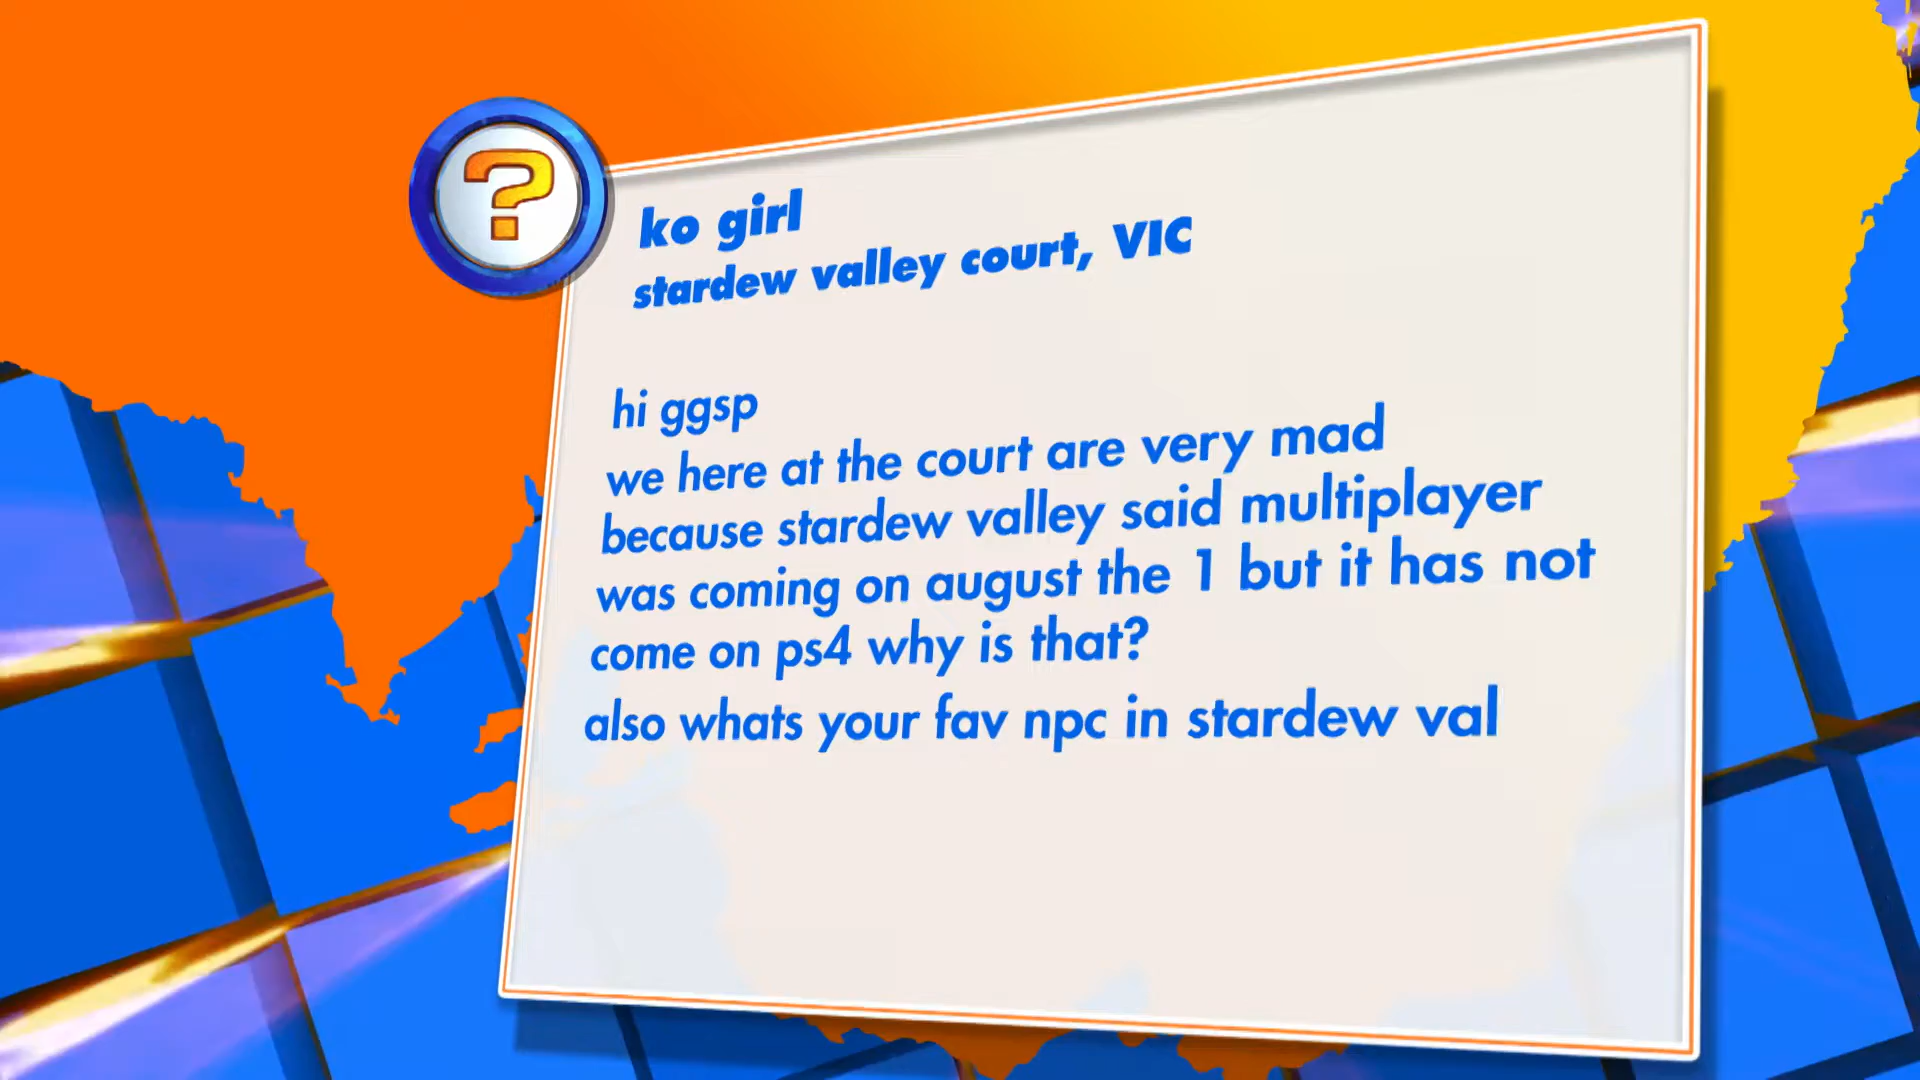 ?
ko girl
stardew valley court, VIC
hi ggsp
we here at the court are very mad
because stardew valley said multiplayer
was coming on august the 1 but it has not
come on ps4 why is that?
also whats your fav npc in stardew val